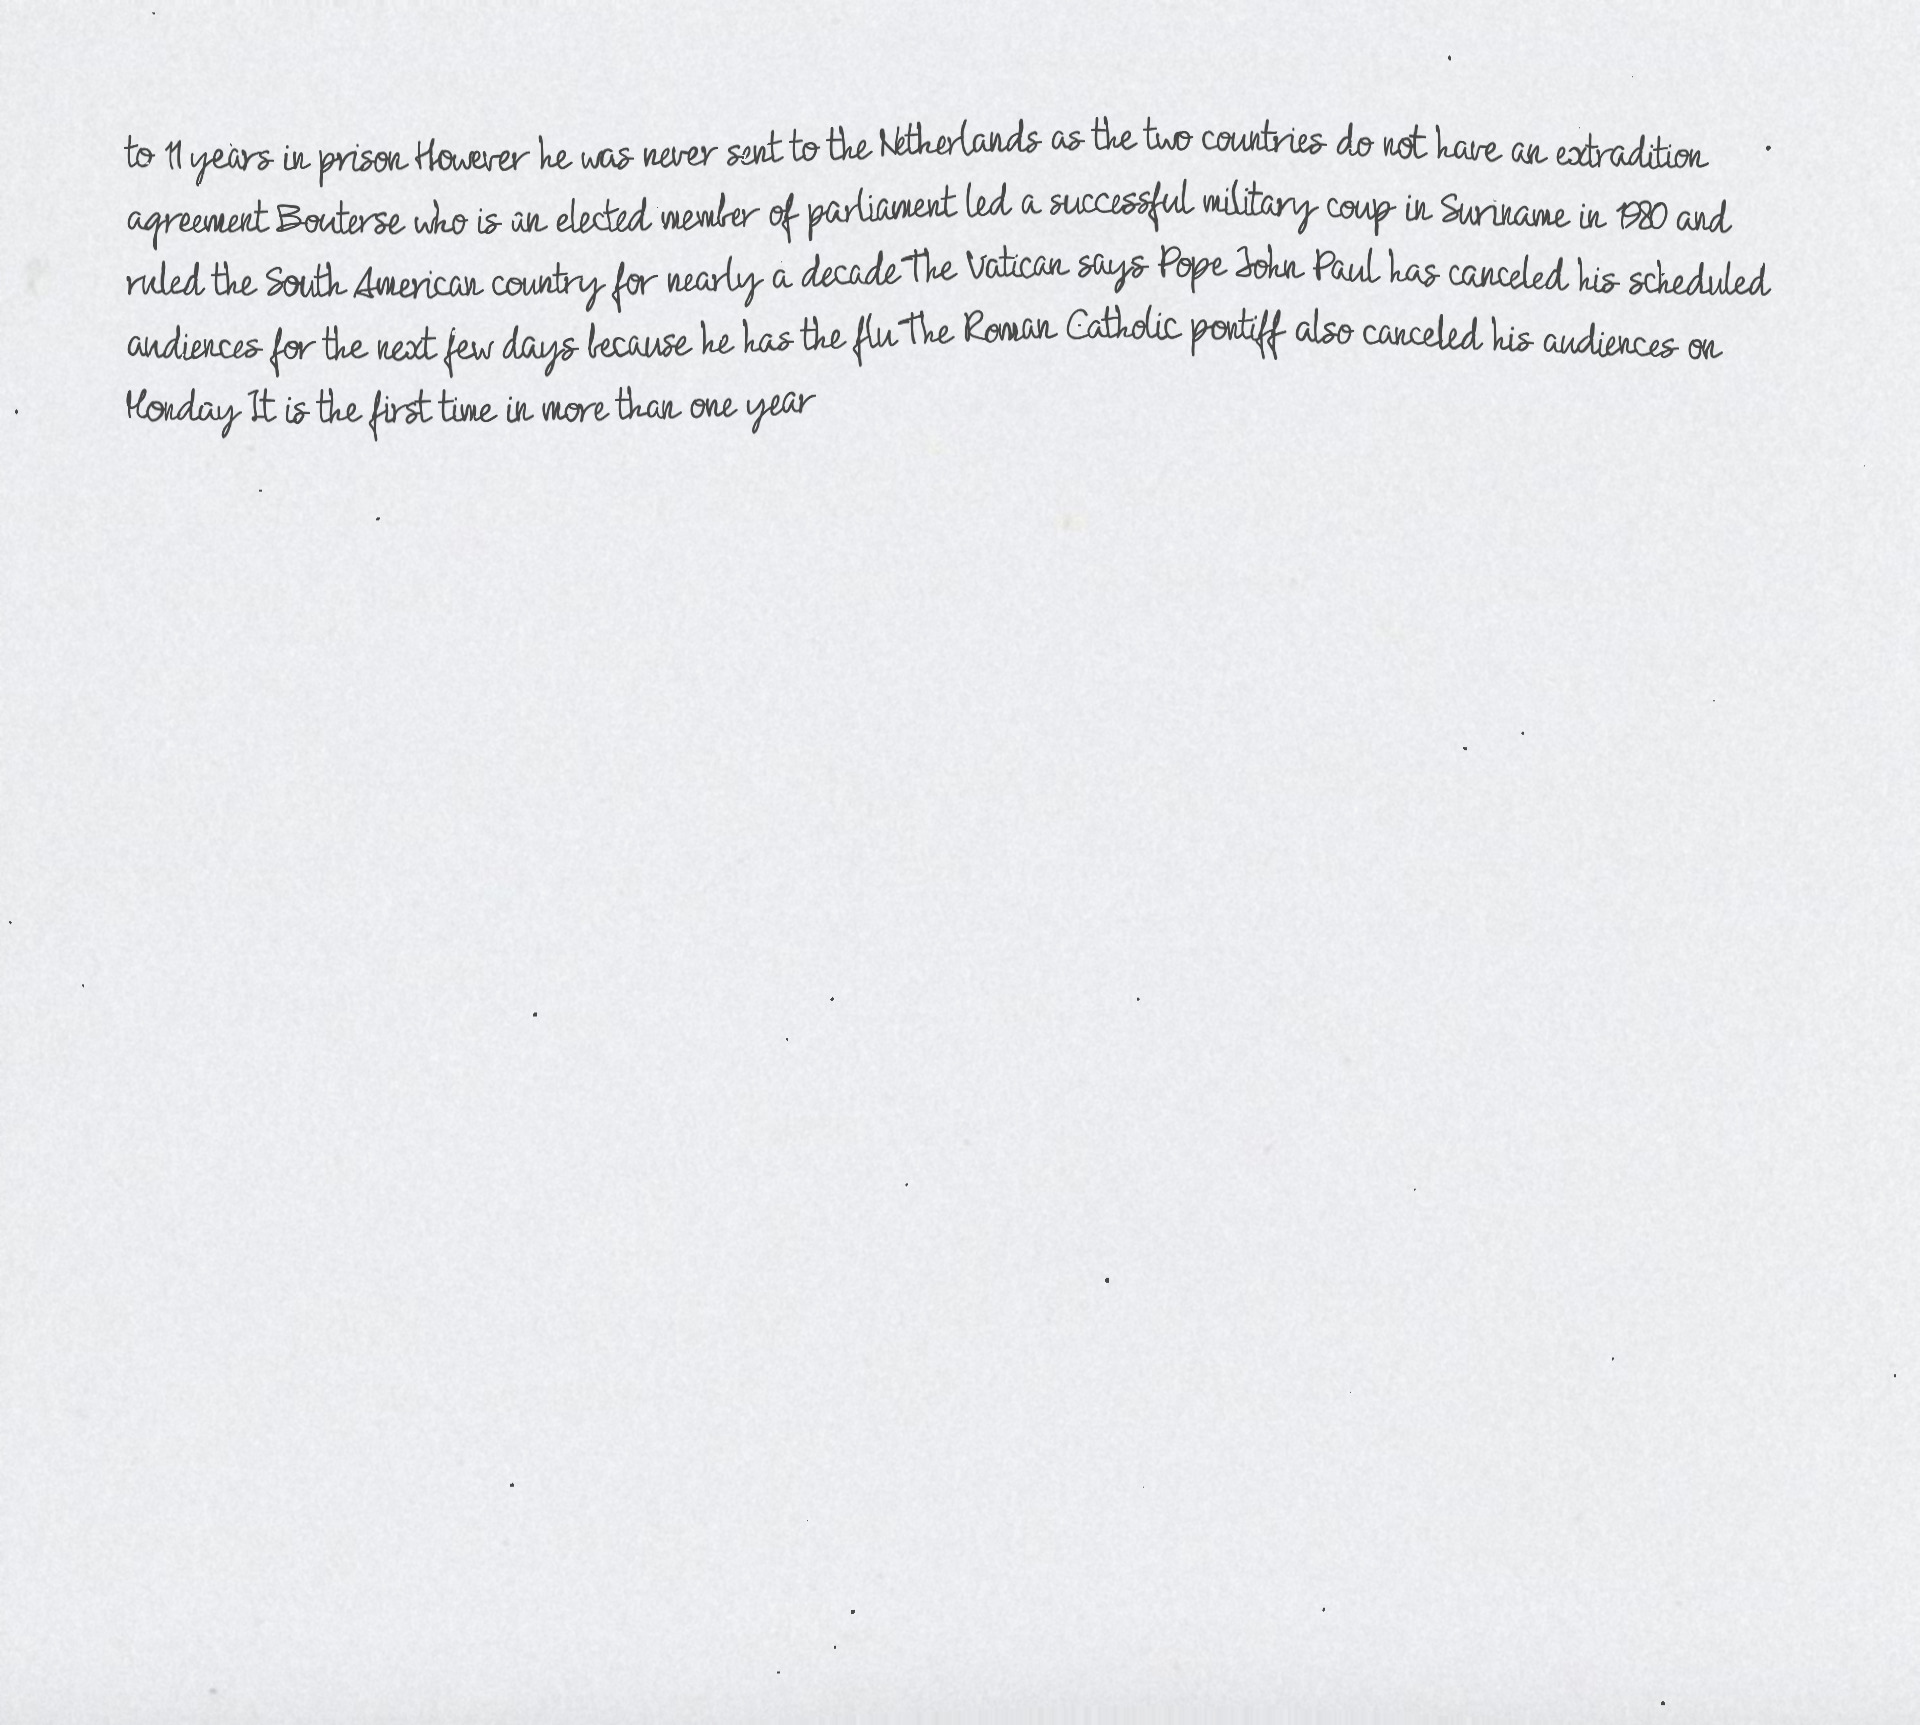 to 11 years in prison However he was never sent to the Netherlands as the two countries do not have an extradition
agreement Bouterse who is an elected member of parliament led a successful military coup in Suriname in 1980 and
ruled the South American country for nearly a decade The Vatican says Pope John Paul has canceled his scheduled
audiences for the next few days because he has the flu The Roman Catholic pontiff also canceled his audiences on
Monday It is the first time in more than one year